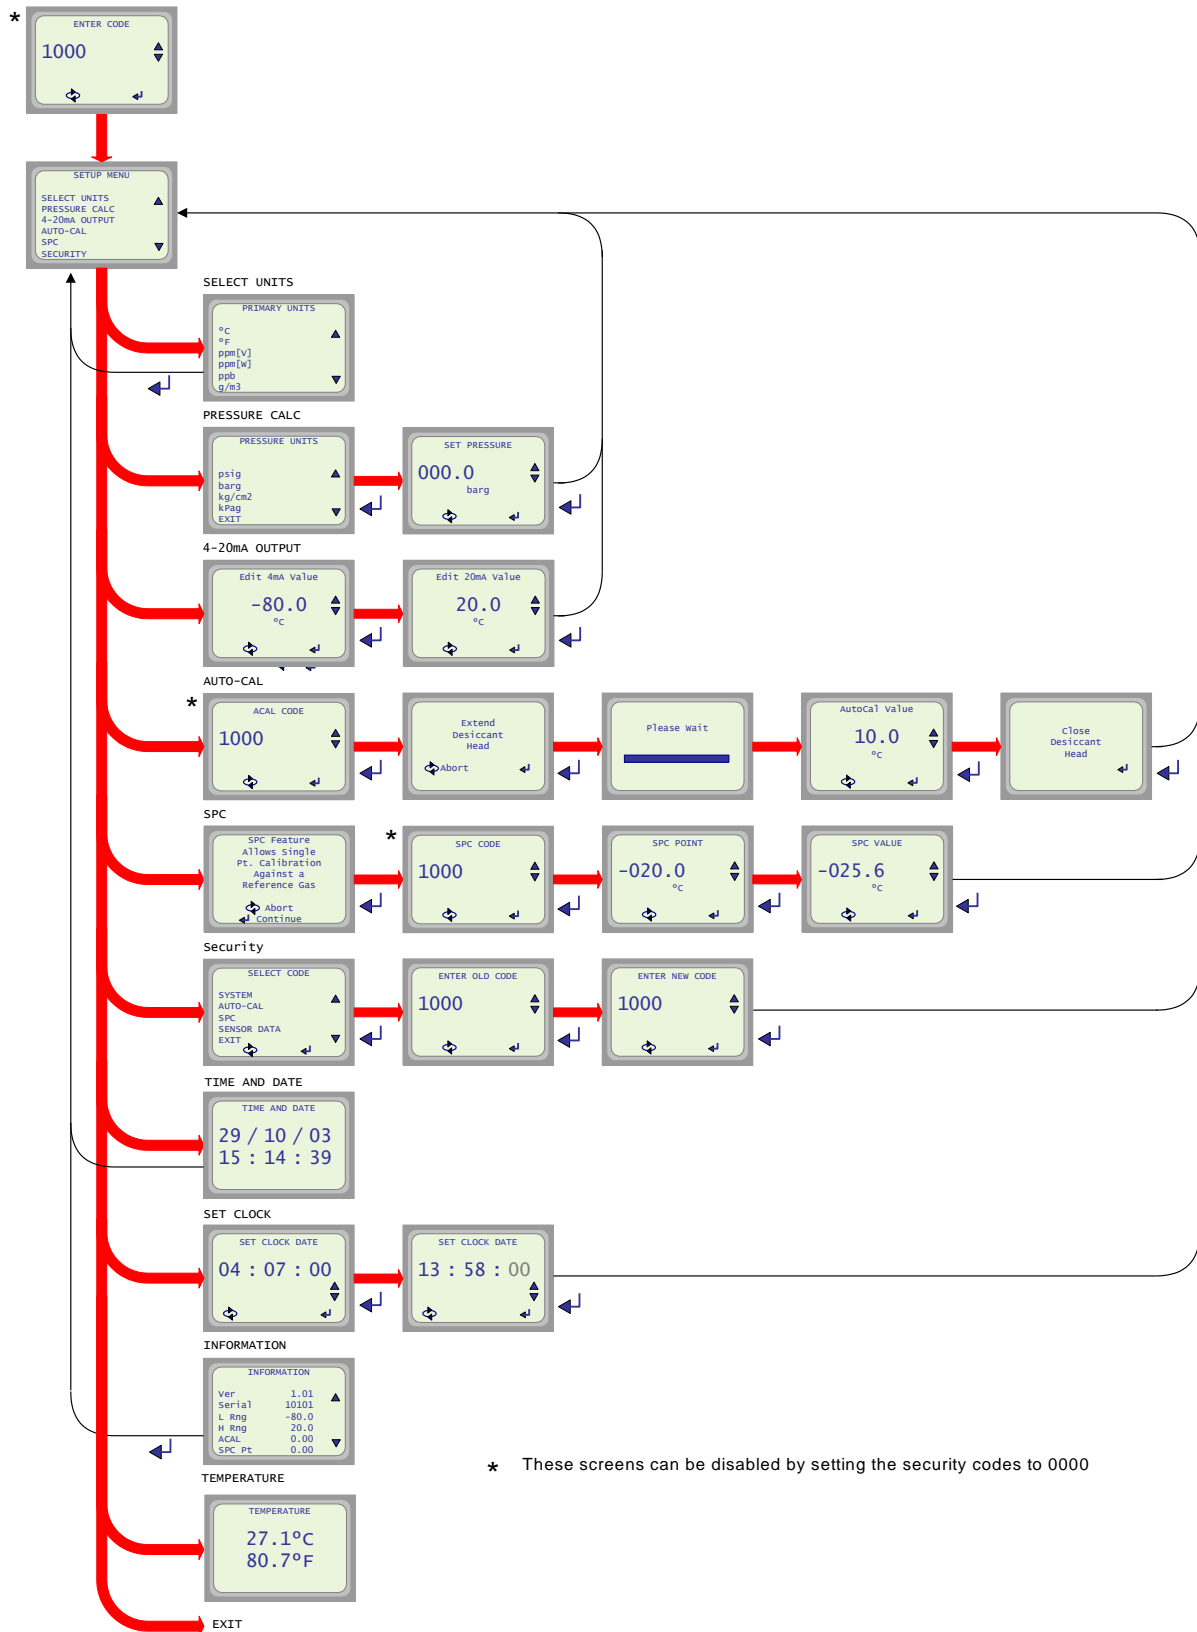 *
ENTER CODE
1000
SETUP MENU
SELECT UNITS
PRESSURE CALC
4-20mA OUTPUT
AUTO-CAL
SPC
SECURITY
SELECT UNITS
PRIMARY UNITS
ºC
ºF
ppm[V]
ppm[W]
ppb
g/m3
PRESSURE CALC
PRESSURE UNITS
psig
barg
kg/cm2
kPag
EXIT
SET PRESSURE
000.0
barg
4-20mA OUTPUT
Edit 4mA Value
-80.0
ºC
Edit 20mA Value
20.0
ºC
AUTO-CAL
*
ACAL CODE
1000
Extend
Desiccant
Head
Abort
Please Wait
AutoCal Value
10.0
ºC
Close
Desiccant
Head
SPC
SPC Feature
Allows Single
Pt. Calibration
Against a
Reference Gas
Abort
Continue
*
SPC CODE
1000
SPC POINT
-020.0
ºC
SPC VALUE
-025.6
ºC
Security
SELECT CODE
SYSTEM
AUTO-CAL
SPC
SENSOR DATA
EXIT
ENTER OLD CODE
1000
ENTER NEW CODE
1000
TIME AND DATE
TIME AND DATE
29 / 10 / 03
15 : 14 : 39
SET CLOCK
SET CLOCK DATE
04 : 07 : 00
SET CLOCK DATE
13 : 58 : 00
INFORMATION
INFORMATION
Ver 1.01
Serial 10101
L Rng -80.0
H Rng 20.0
ACAL 0.00
SPC Pt 0.00
* These screens can be disabled by setting the security codes to 0000
TEMPERATURE
TEMPERATURE
27.1ºC
80.7ºF
EXIT